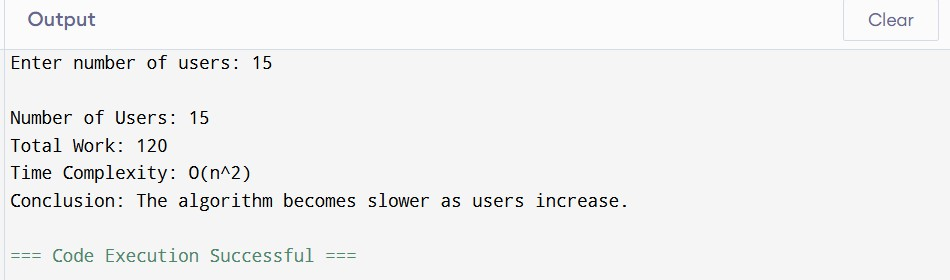 Output
Clear
Enter number of users: 15
Number of Users: 15
Total Work: 120
Time Complexity: O(n^2)
Conclusion: The algorithm becomes slower as users increase.
=== Code Execution Successful ===